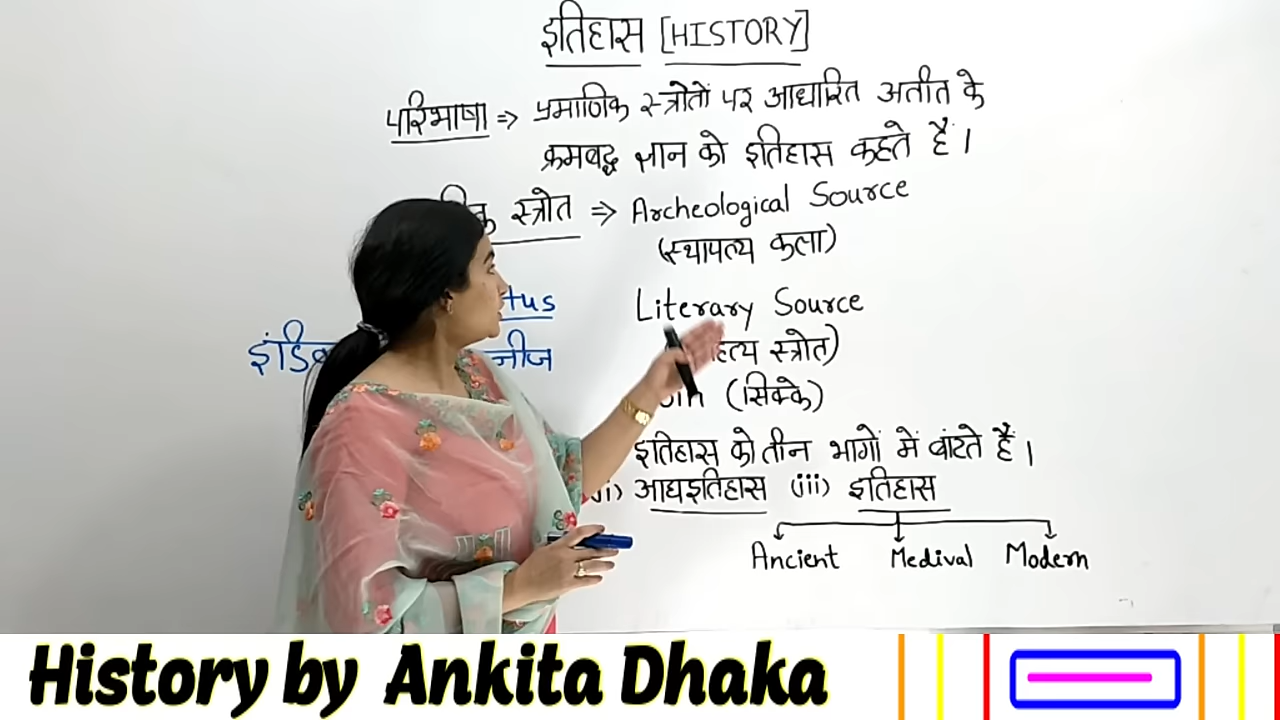 इतिहास [HISTORY]
परिभाषा ⇒ प्रमाणिक स्त्रोतों पर आधारित अतीत के
क्रमबद्ध ज्ञान को इतिहास कहते हैं।
स्त्रोत ⇒ Archeological Source
(स्थापत्य कला)
Literary Source
स्त्रोत)
(सिक्के)
इतिहास को तीन भागों में बांटते हैं।
आद्यइतिहास (iii) इतिहास
Ancient Medival Modern
History by Ankita Dhaka